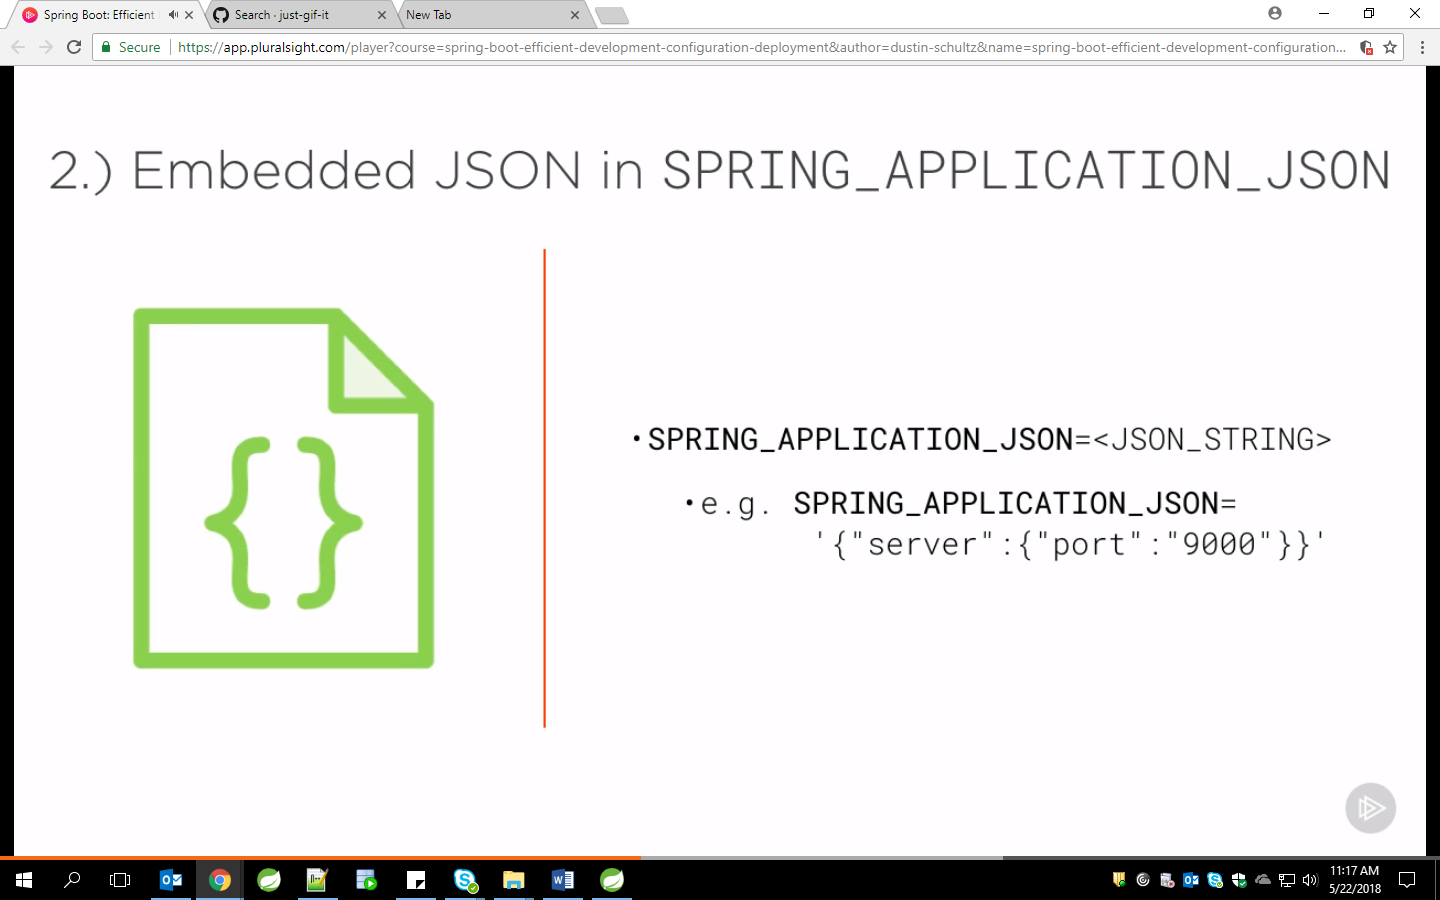 Spring Boot: Efficient
Search · just-gif-it
New Tab
Secure
https://app.pluralsight.com/player?course=spring-boot-efficient-development-configuration-deployment&author=dustin-schultz&name=spring-boot-efficient-development-configuration...
2.) Embedded JSON in SPRING_APPLICATION_JSON
{ }
•SPRING_APPLICATION_JSON=<JSON_STRING>
•e.g. SPRING_APPLICATION_JSON=
'{"server":{"port":"9000"}}'
11:17 AM
5/22/2018